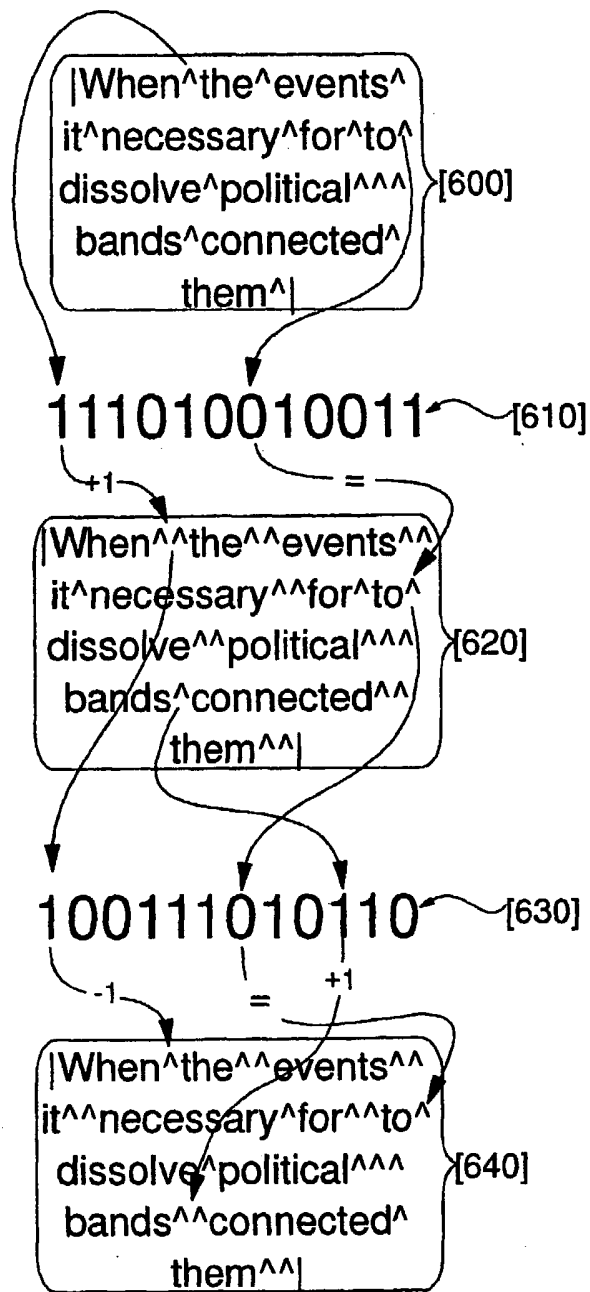 |When^the^events^
it^necessary^for^to^
dissolve^political^^^
bands^connected^
them^|
[600]
111010010011
[610]
+1
=
|When^^the^^events^^
it^necessary^^for^to^
dissolve^^political^^^
bands^connected^^
them^^|
[620]
100111010110
[630]
-1
=
+1
|When^the^^events^^
it^^necessary^for^^to^
dissolve^political^^^
bands^^connected^
them^^|
[640]